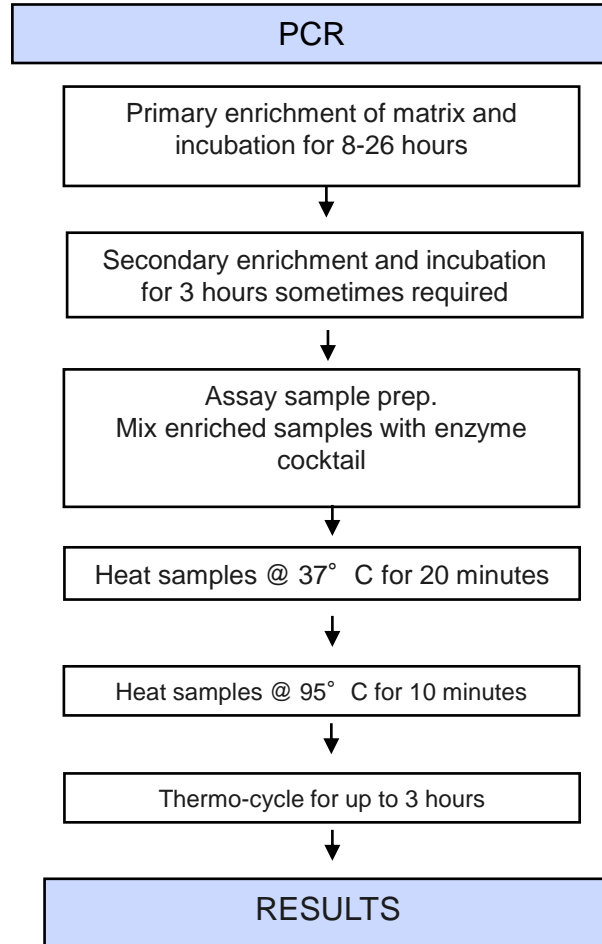 PCR
Primary enrichment of matrix and
incubation for 8-26 hours
Secondary enrichment and incubation
for 3 hours sometimes required
Assay sample prep.
Mix enriched samples with enzyme
cocktail
Heat samples @ 37° C for 20 minutes
Heat samples @ 95° C for 10 minutes
Thermo-cycle for up to 3 hours
RESULTS